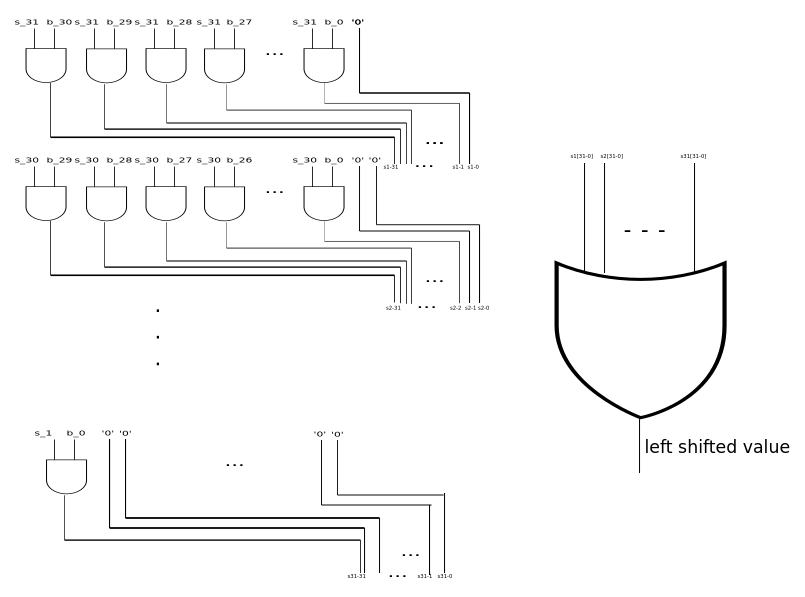 s_31 b_30 s_31 b_29 s_31 b_28 s_31 b_27 ... s_31 b_0 '0'
... 
s1-31 ... s1-1 s1-0
s_30 b_29 s_30 b_28 s_30 b_27 s_30 b_26 ... s_30 b_0 '0' '0'
...
s2-31 ... s2-2 s2-1 s2-0
.
.
.
s_1 b_0 '0' '0' ... '0' '0'
...
s31-31 ... s31-1 s31-0
s1[31-0] s2[31-0] - - - s31[31-0]
left shifted value